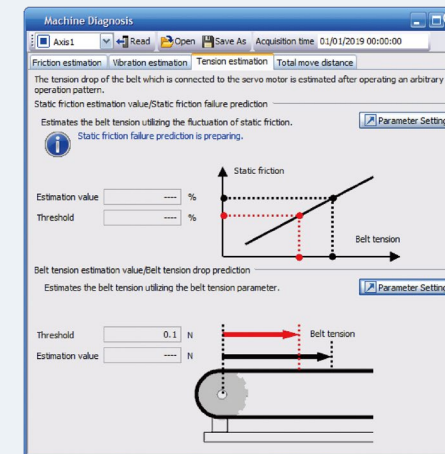 Machine Diagnosis
Axis1 Read Open Save As Acquisition time 01/01/2019 00:00:00
Friction estimation Vibration estimation Tension estimation Total move distance
The tension drop of the belt which is connected to the servo motor is estimated after operating an arbitrary
operation pattern.
Static friction estimation value/Static friction failure prediction
Estimates the belt tension utilizing the fluctuation of static friction.
Parameter Setting
Static friction failure prediction is preparing.
Static friction
Estimation value ---- %
Threshold ---- %
Belt tension
Belt tension estimation value/Belt tension drop prediction
Estimates the belt tension utilizing the belt tension parameter.
Parameter Setting
Threshold 0.1 N
Belt tension
Estimation value ---- N